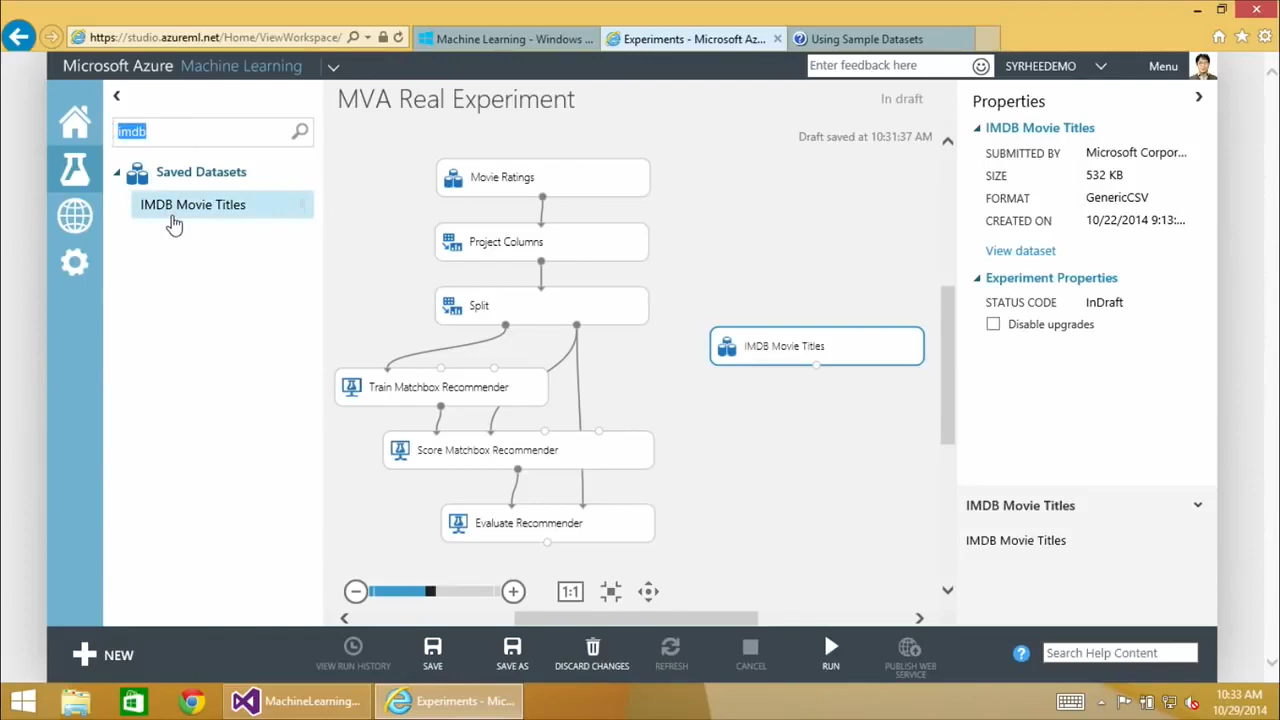 https://studio.azureml.net/Home/ViewWorkspace/
Machine Learning - Windows ...
Experiments - Microsoft Az...
Using Sample Datasets
Microsoft Azure Machine Learning
Enter feedback here
SYRHEEDEMO
Menu
imdb
Saved Datasets
IMDB Movie Titles
MVA Real Experiment
In draft
Draft saved at 10:31:37 AM
Movie Ratings
Project Columns
Split
IMDB Movie Titles
Train Matchbox Recommender
Score Matchbox Recommender
Evaluate Recommender
1:1
Properties
IMDB Movie Titles
SUBMITTED BY Microsoft Corpor...
SIZE 532 KB
FORMAT GenericCSV
CREATED ON 10/22/2014 9:13:...
View dataset
Experiment Properties
STATUS CODE InDraft
Disable upgrades
IMDB Movie Titles
IMDB Movie Titles
NEW
VIEW RUN HISTORY
SAVE
SAVE AS
DISCARD CHANGES
REFRESH
CANCEL
RUN
PUBLISH WEB
SERVICE
Search Help Content
MachineLearning...
Experiments - Mic...
10:33 AM
10/29/2014